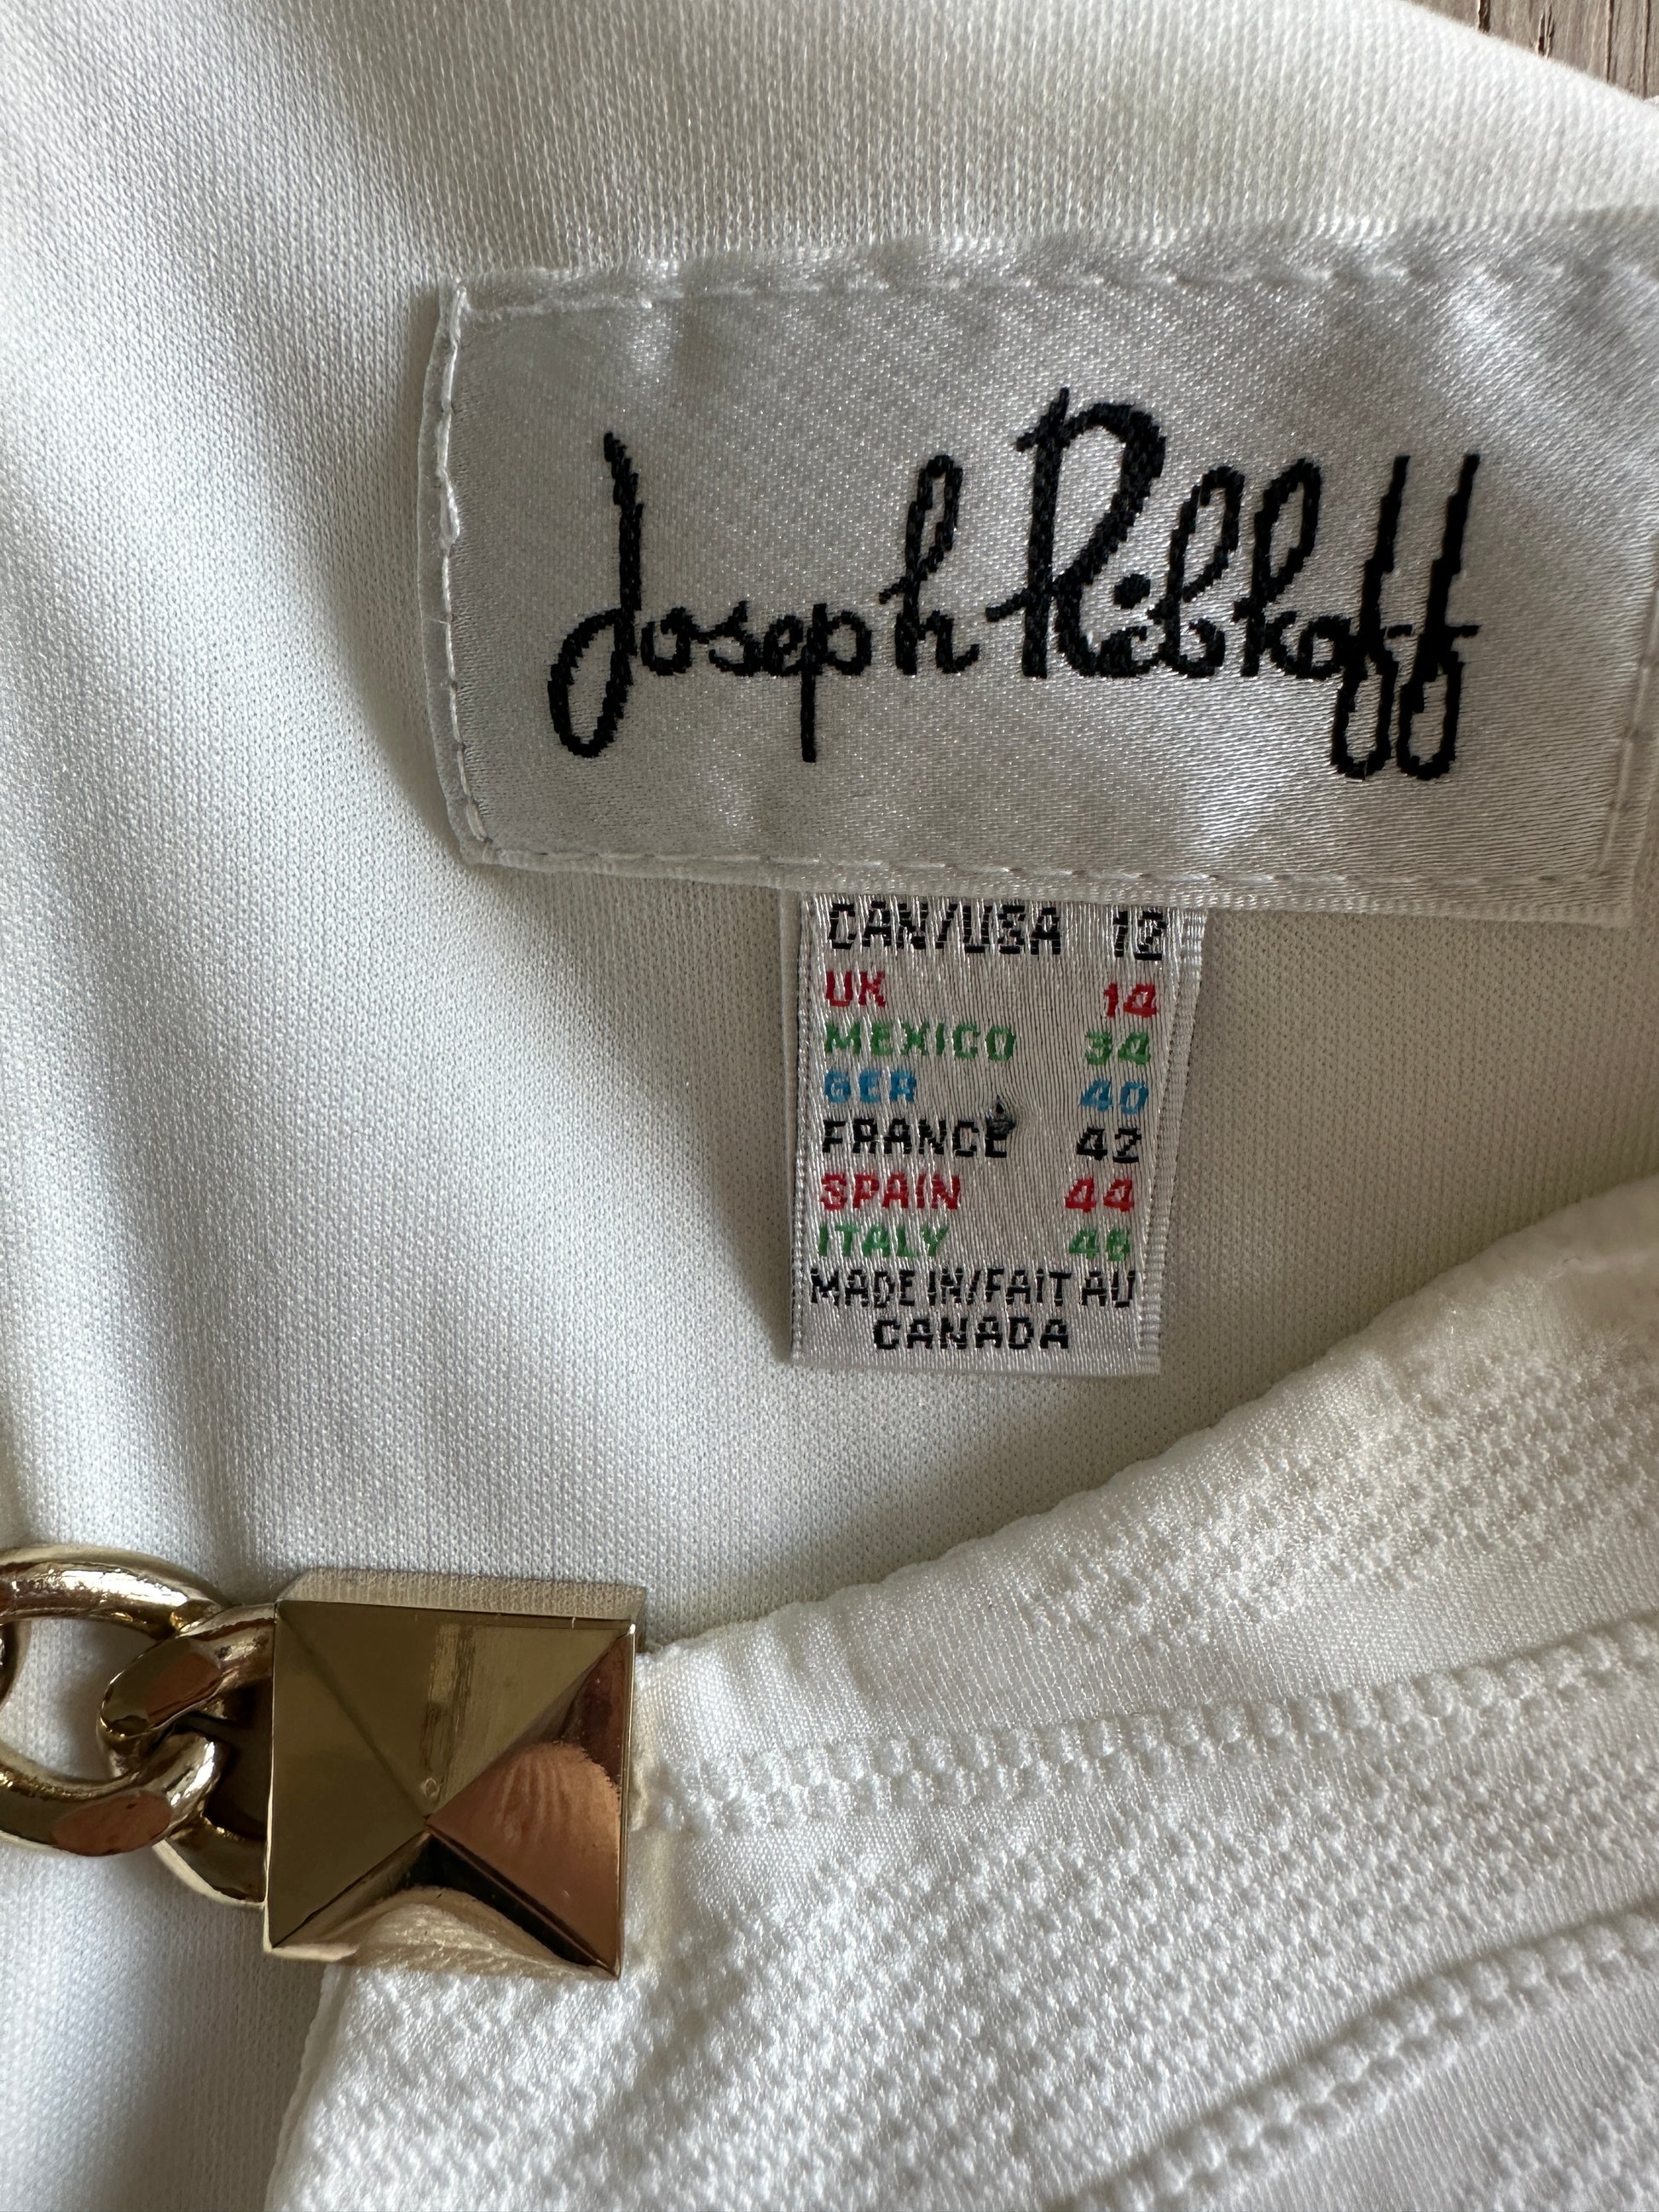 Joseph Ribkoff
CAN/USA 12
UK 14
MEXICO 34
GER 40
FRANCE 42
SPAIN 44
ITALY 46
MADE IN/FAIT AU
CANADA